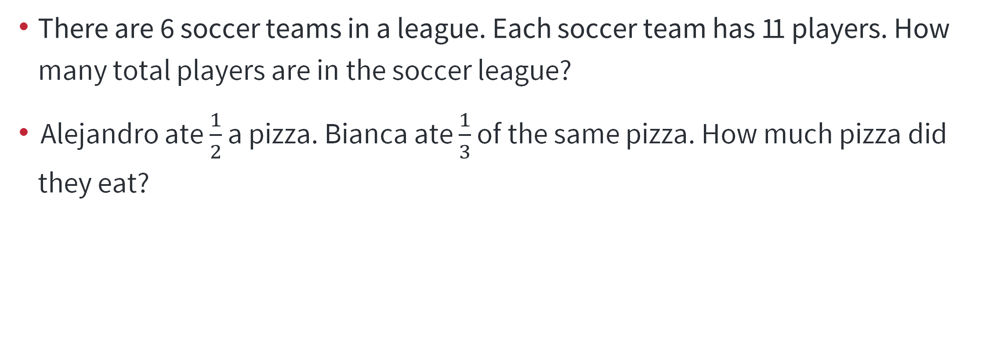 • There are 6 soccer teams in a league. Each soccer team has 11 players. How
many total players are in the soccer league?
• Alejandro ate 1/2 a pizza. Bianca ate 1/3 of the same pizza. How much pizza did
they eat?